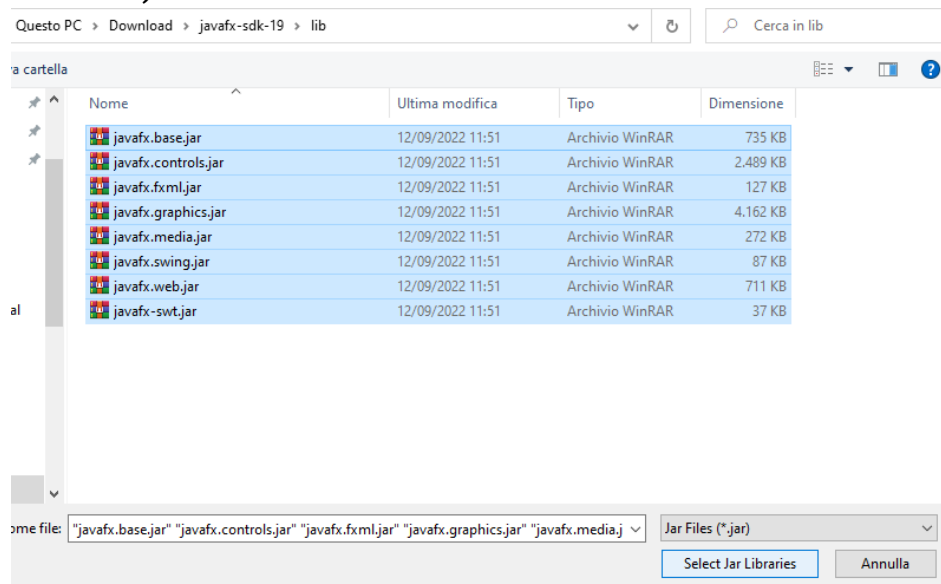 Questo PC > Download > javafx-sdk-19 > lib
Cerca in lib
a cartella
Nome Ultima modifica Tipo Dimensione
javafx.base.jar 12/09/2022 11:51 Archivio WinRAR 735 KB
javafx.controls.jar 12/09/2022 11:51 Archivio WinRAR 2.489 KB
javafx.fxml.jar 12/09/2022 11:51 Archivio WinRAR 127 KB
javafx.graphics.jar 12/09/2022 11:51 Archivio WinRAR 4.162 KB
javafx.media.jar 12/09/2022 11:51 Archivio WinRAR 272 KB
javafx.swing.jar 12/09/2022 11:51 Archivio WinRAR 87 KB
javafx.web.jar 12/09/2022 11:51 Archivio WinRAR 711 KB
javafx-swt.jar 12/09/2022 11:51 Archivio WinRAR 37 KB
al
ome file: "javafx.base.jar" "javafx.controls.jar" "javafx.fxml.jar" "javafx.graphics.jar" "javafx.media.j Jar Files (*.jar)
Select Jar Libraries Annulla